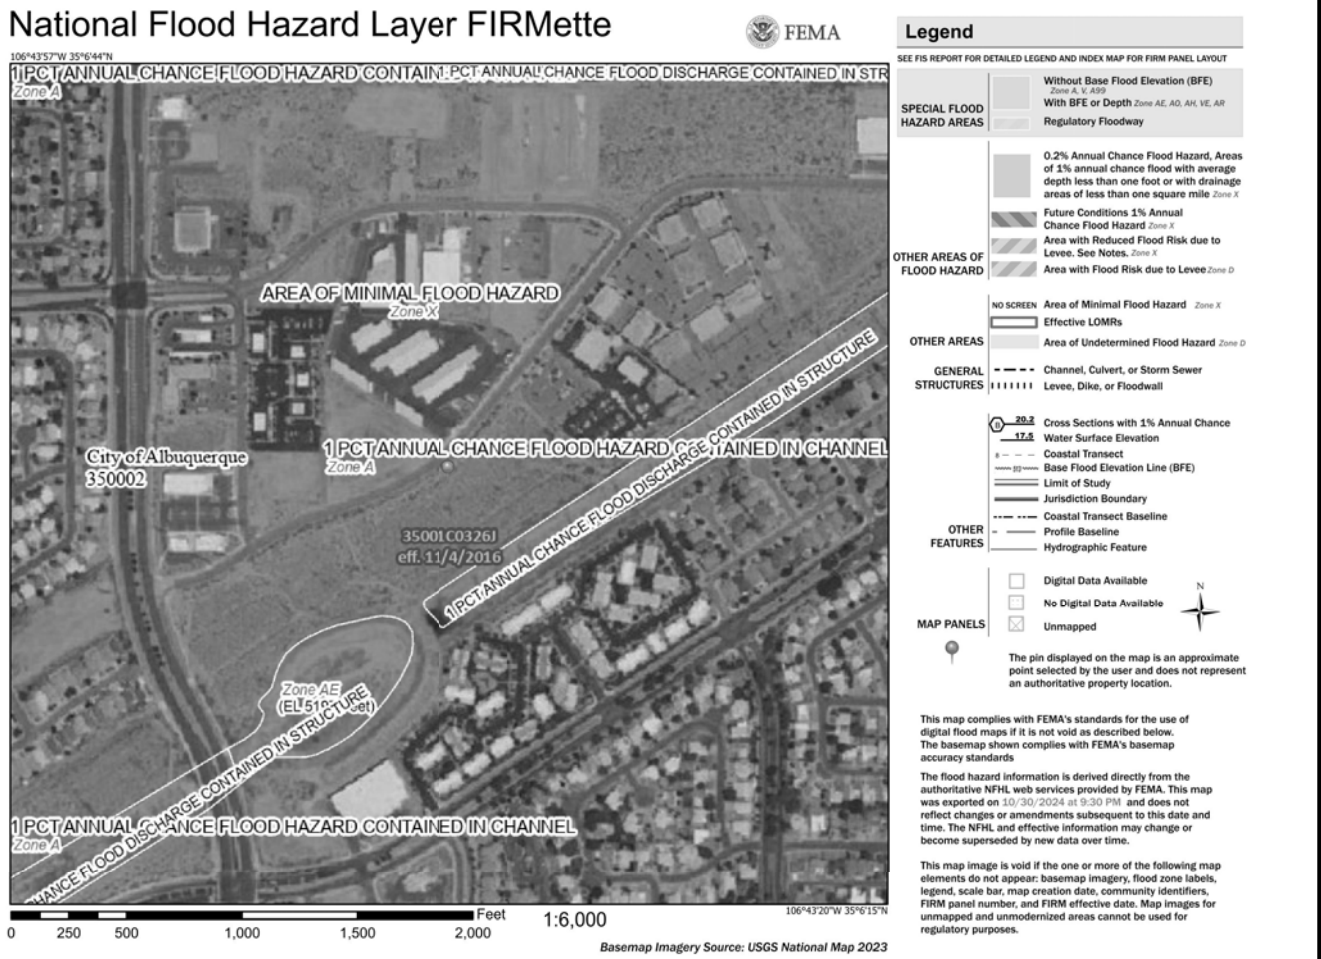 National Flood Hazard Layer FIRMette
FEMA
106°43'57"W 35°6'44"N
1 PCT ANNUAL CHANCE FLOOD HAZARD CONTAIN
1 PCT ANNUAL CHANCE FLOOD DISCHARGE CONTAINED IN STR
Zone A
AREA OF MINIMAL FLOOD HAZARD
Zone X
1 PCT ANNUAL CHANCE FLOOD DISCHARGE CONTAINED IN STRUCTURE
1 PCT ANNUAL CHANCE FLOOD HAZARD CONTAINED IN CHANNEL
Zone A
City of Albuquerque
350002
35001C0326J
eff. 11/4/2016
Zone AE
(EL 51
CHANCE FLOOD DISCHARGE CONTAINED IN STRUCTURE
1 PCT ANNUAL CHANCE FLOOD HAZARD CONTAINED IN CHANNEL
Zone A
Feet
1:6,000
106°43'20"W 35°6'15"N
0 250 500 1,000 1,500 2,000
Basemap Imagery Source: USGS National Map 2023
Legend
SEE FIS REPORT FOR DETAILED LEGEND AND INDEX MAP FOR FIRM PANEL LAYOUT
SPECIAL FLOOD
HAZARD AREAS
Without Base Flood Elevation (BFE)
Zone A, V, A99
With BFE or Depth Zone AE, AO, AH, VE, AR
Regulatory Floodway
OTHER AREAS OF
FLOOD HAZARD
0.2% Annual Chance Flood Hazard, Areas
of 1% annual chance flood with average
depth less than one foot or with drainage
areas of less than one square mile Zone X
Future Conditions 1% Annual
Chance Flood Hazard Zone X
Area with Reduced Flood Risk due to
Levee. See Notes. Zone X
Area with Flood Risk due to Levee Zone D
OTHER AREAS
NO SCREEN Area of Minimal Flood Hazard Zone X
Effective LOMRs
Area of Undetermined Flood Hazard Zone D
GENERAL
STRUCTURES
Channel, Culvert, or Storm Sewer
Levee, Dike, or Floodwall
OTHER
FEATURES
20.2 Cross Sections with 1% Annual Chance
17.5 Water Surface Elevation
Coastal Transect
Base Flood Elevation Line (BFE)
Limit of Study
Jurisdiction Boundary
Coastal Transect Baseline
Profile Baseline
Hydrographic Feature
MAP PANELS
Digital Data Available
No Digital Data Available
Unmapped
N
The pin displayed on the map is an approximate
point selected by the user and does not represent
an authoritative property location.
This map complies with FEMA's standards for the use of
digital flood maps if it is not void as described below.
The basemap shown complies with FEMA's basemap
accuracy standards
The flood hazard information is derived directly from the
authoritative NFHL web services provided by FEMA. This map
was exported on 10/30/2024 at 9:30 PM and does not
reflect changes or amendments subsequent to this date and
time. The NFHL and effective information may change or
become superseded by new data over time.
This map image is void if the one or more of the following map
elements do not appear: basemap imagery, flood zone labels,
legend, scale bar, map creation date, community identifiers,
FIRM panel number, and FIRM effective date. Map images for
unmapped and unmodernized areas cannot be used for
regulatory purposes.